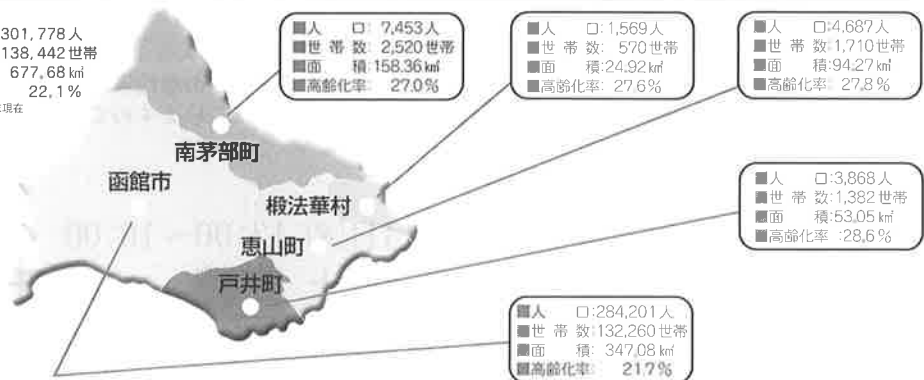 301,778人
138,442世帯
677.68㎢
22.1%
現在
■人　口: 7,453人
■世帯数: 2,520世帯
■面　積:158.36㎢
■高齢化率: 27.0%
■人　口:1,569人
■世帯数: 570世帯
■面　積:24.92㎢
■高齢化率: 27.6%
■人　口:4,687人
■世帯数:1,710世帯
■面　積:94.27㎢
■高齢化率: 27.8%
南茅部町
函館市
椴法華村
恵山町
戸井町
■人　口:3,868人
■世帯数:1,382世帯
■面　積:53.05㎢
■高齢化率:28.6%
■人　口:284,201人
■世帯数:132,260世帯
■面　積: 347.08㎢
■高齢化率: 21.7%